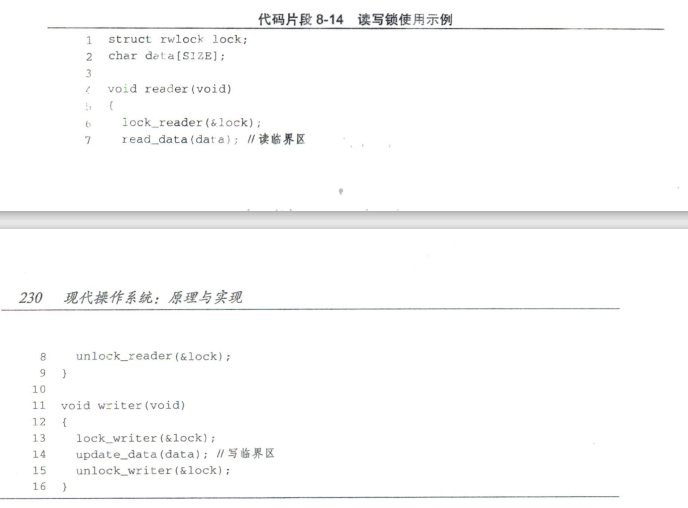 代码片段 8-14 读写锁使用示例
1 struct rwlock lock;
2 char data[SIZE];
3
4 void reader(void)
5 {
6 lock_reader(&lock);
7 read_data(data); //读临界区
230 现代操作系统：原理与实现
8 unlock_reader(&lock);
9 }
10
11 void writer(void)
12 {
13 lock_writer(&lock);
14 update_data(data); //写临界区
15 unlock_writer(&lock);
16 }